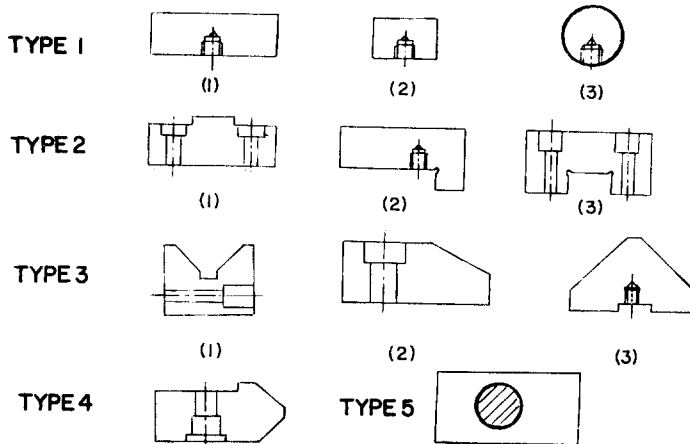 TYPE 1
(1) (2) (3)
TYPE 2
(1) (2) (3)
TYPE 3
(1) (2) (3)
TYPE 4 TYPE 5